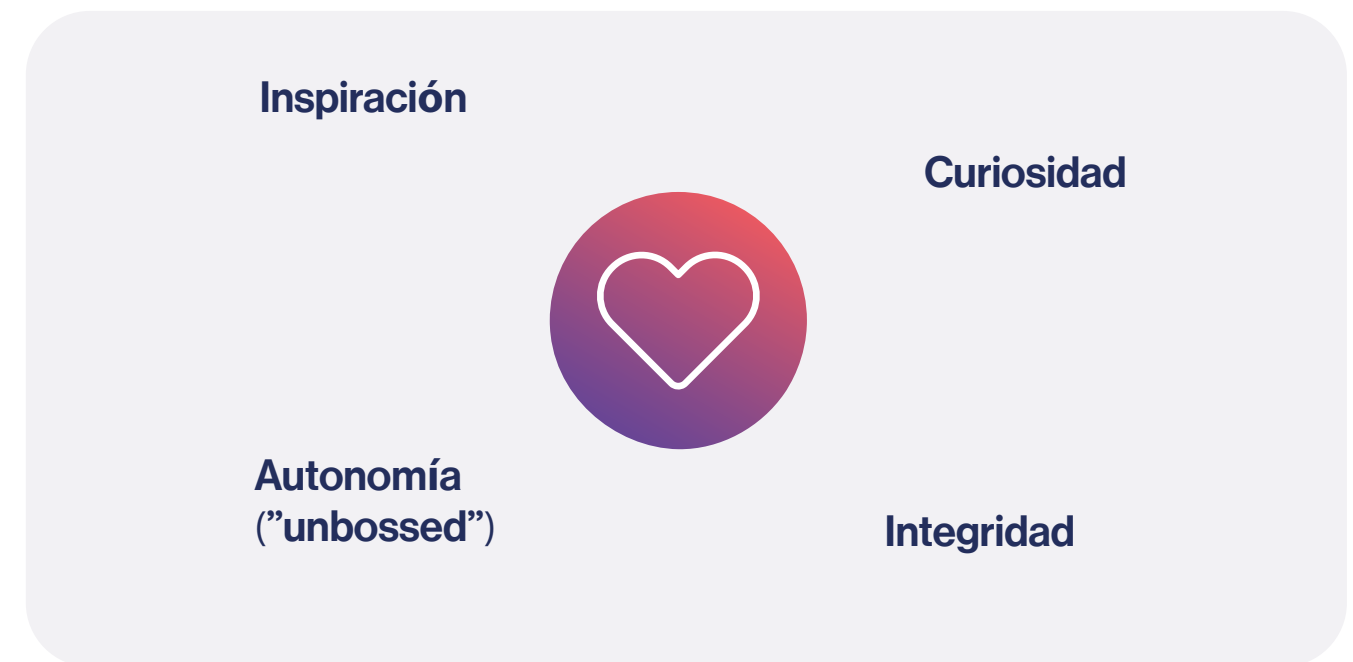 Inspiración
Curiosidad
Autonomía
(”unbossed”)
Integridad